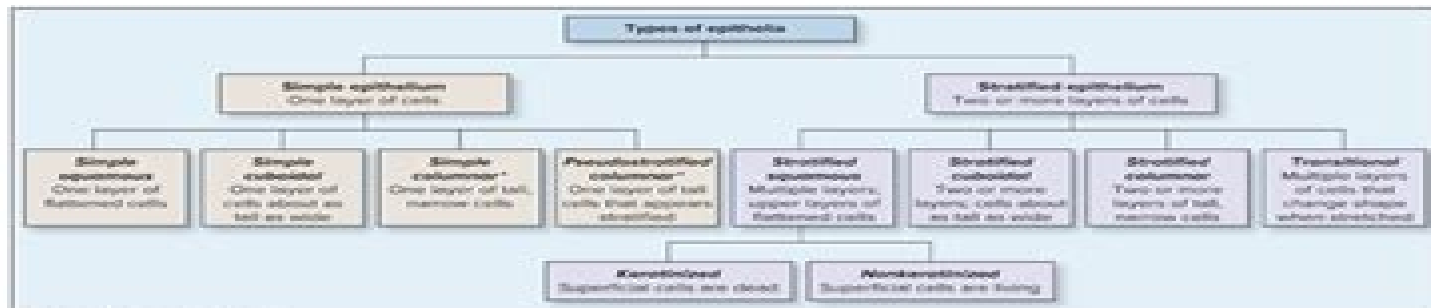 Types of epithelia
Simple epithelium
One layer of cells
Stratified epithelium
Two or more layers of cells
Simple
squamous
One layer of
flattened cells
Simple
cuboidal
One layer of
cells about as
tall as wide
Simple
columnar*
One layer of tall,
narrow cells
Pseudostratified
columnar*
One layer of tall
cells that appears
stratified
Stratified
squamous
Multiple layers;
upper layers of
flattened cells
Stratified
cuboidal
Two or more
layers; cells about
as tall as wide
Stratified
columnar
Two or more
layers of tall,
narrow cells
Transitional
Multiple layers
of cells that
change shape
when stretched
Keratinized
Superficial cells are dead
Nonkeratinized
Superficial cells are living